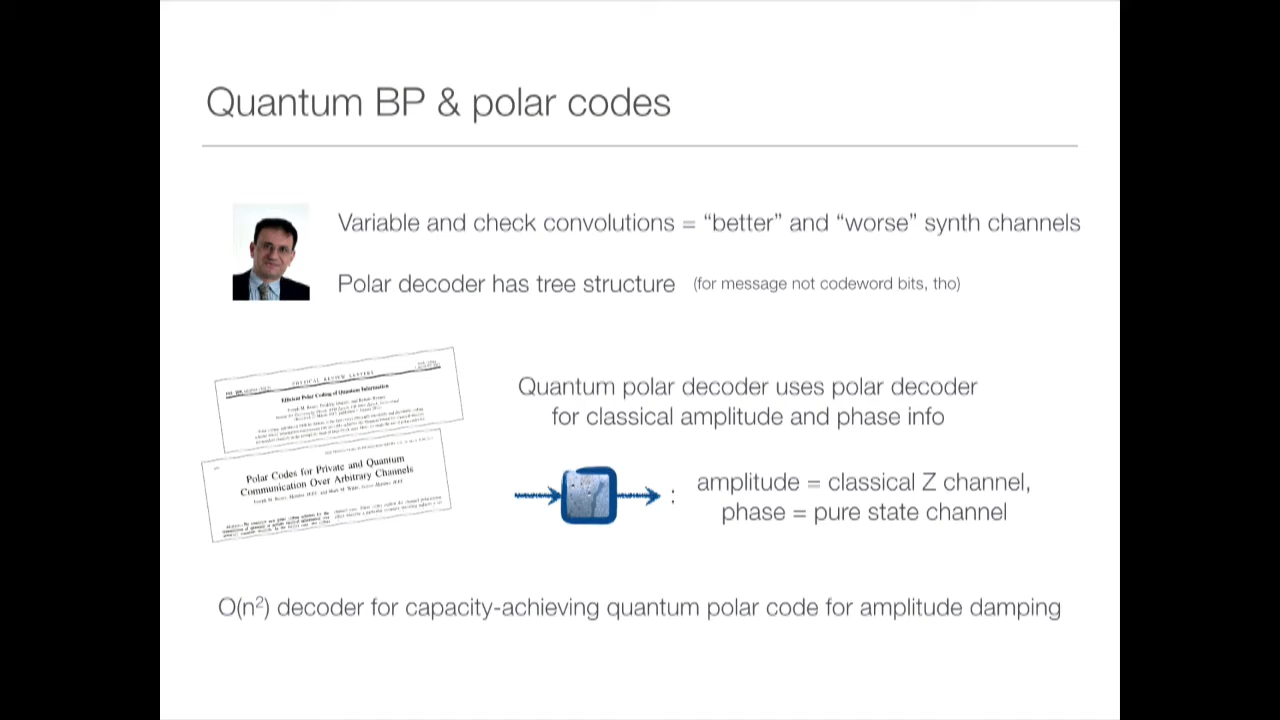 Quantum BP & polar codes
Variable and check convolutions = “better” and “worse” synth channels
Polar decoder has tree structure (for message not codeword bits, tho)
PHYSICAL REVIEW LETTERS
Efficient Polar Coding of Quantum Information
Quantum polar decoder uses polar decoder
for classical amplitude and phase info
Polar Codes for Private and Quantum
Communication Over Arbitrary Channels
: amplitude = classical Z channel,
phase = pure state channel
O(n²) decoder for capacity-achieving quantum polar code for amplitude damping